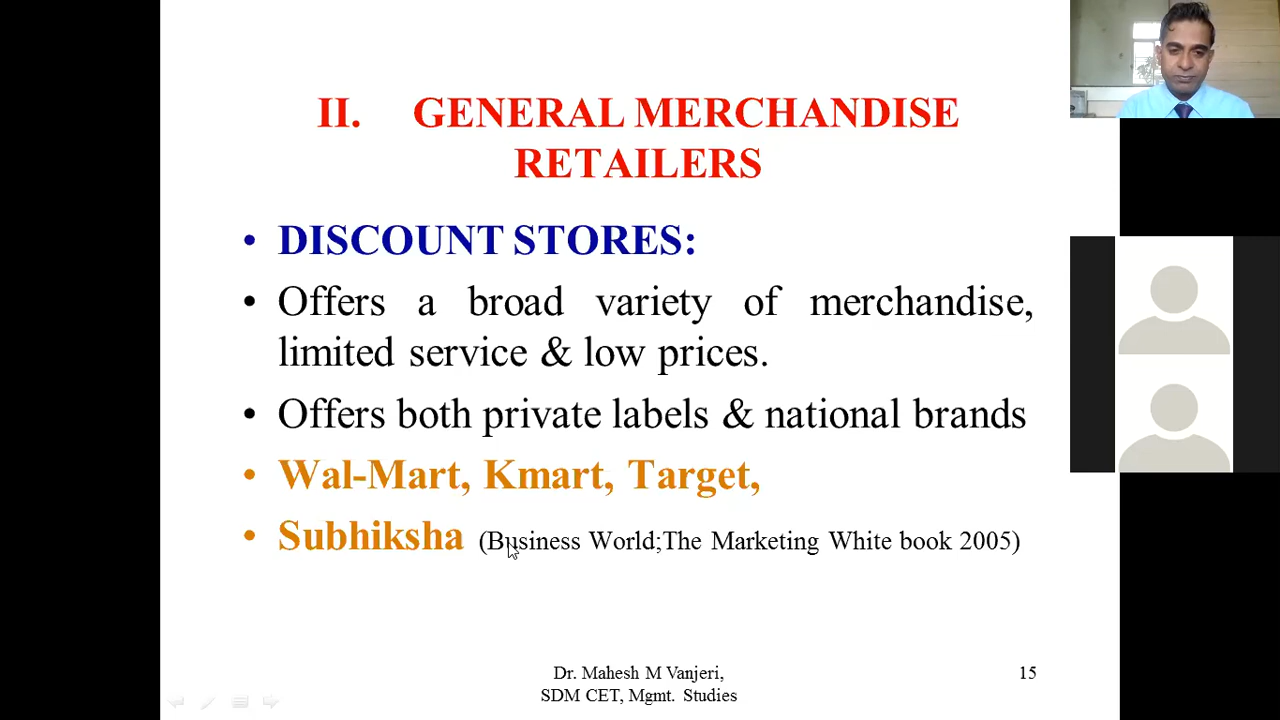 II. GENERAL MERCHANDISE
RETAILERS
• DISCOUNT STORES:
• Offers a broad variety of merchandise,
limited service & low prices.
• Offers both private labels & national brands
• Wal-Mart, Kmart, Target,
• Subhiksha (Business World;The Marketing White book 2005)
Dr. Mahesh M Vanjeri,
SDM CET, Mgmt. Studies
15